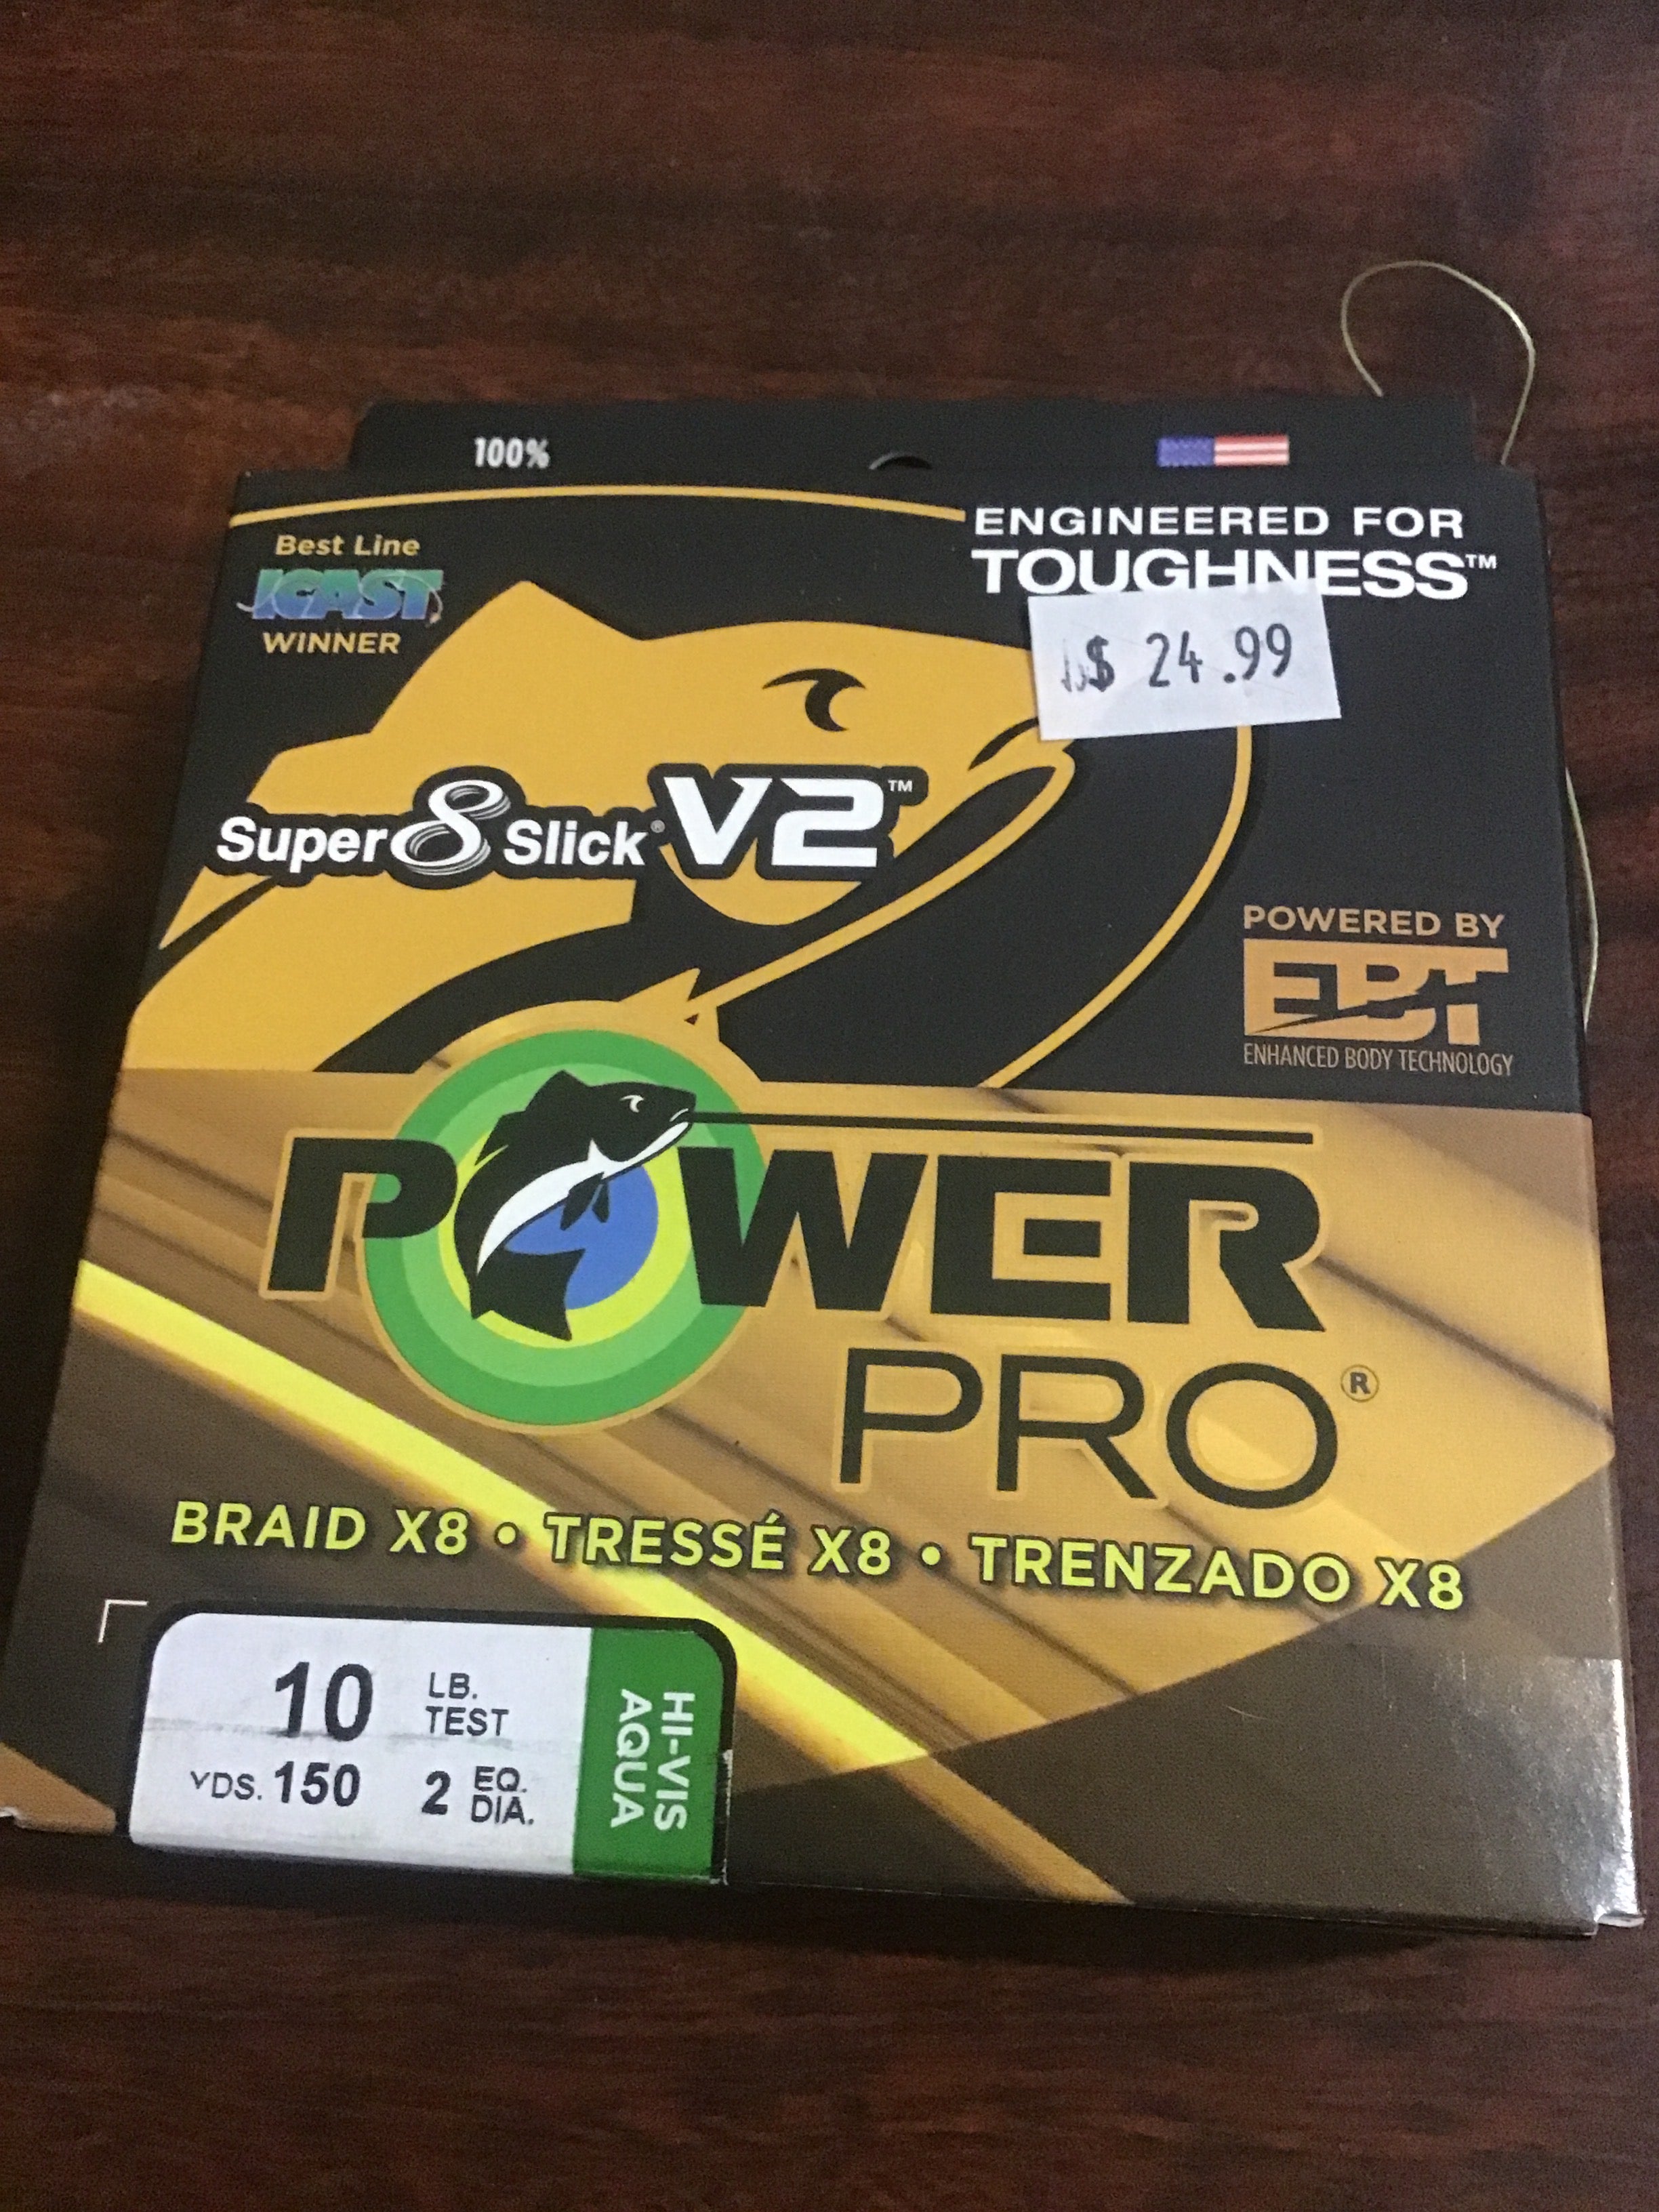 100%
Best Line
ICAST
WINNER
ENGINEERED FOR
TOUGHNESS™
$ 24.99
Super 8 Slick® V2™
POWERED BY
EBT
ENHANCED BODY TECHNOLOGY
POWER
PRO®
BRAID X8 • TRESSÉ X8 • TRENZADO X8
10 LB. TEST
YDS. 150 2 EQ. DIA.
HI-VIS
AQUA